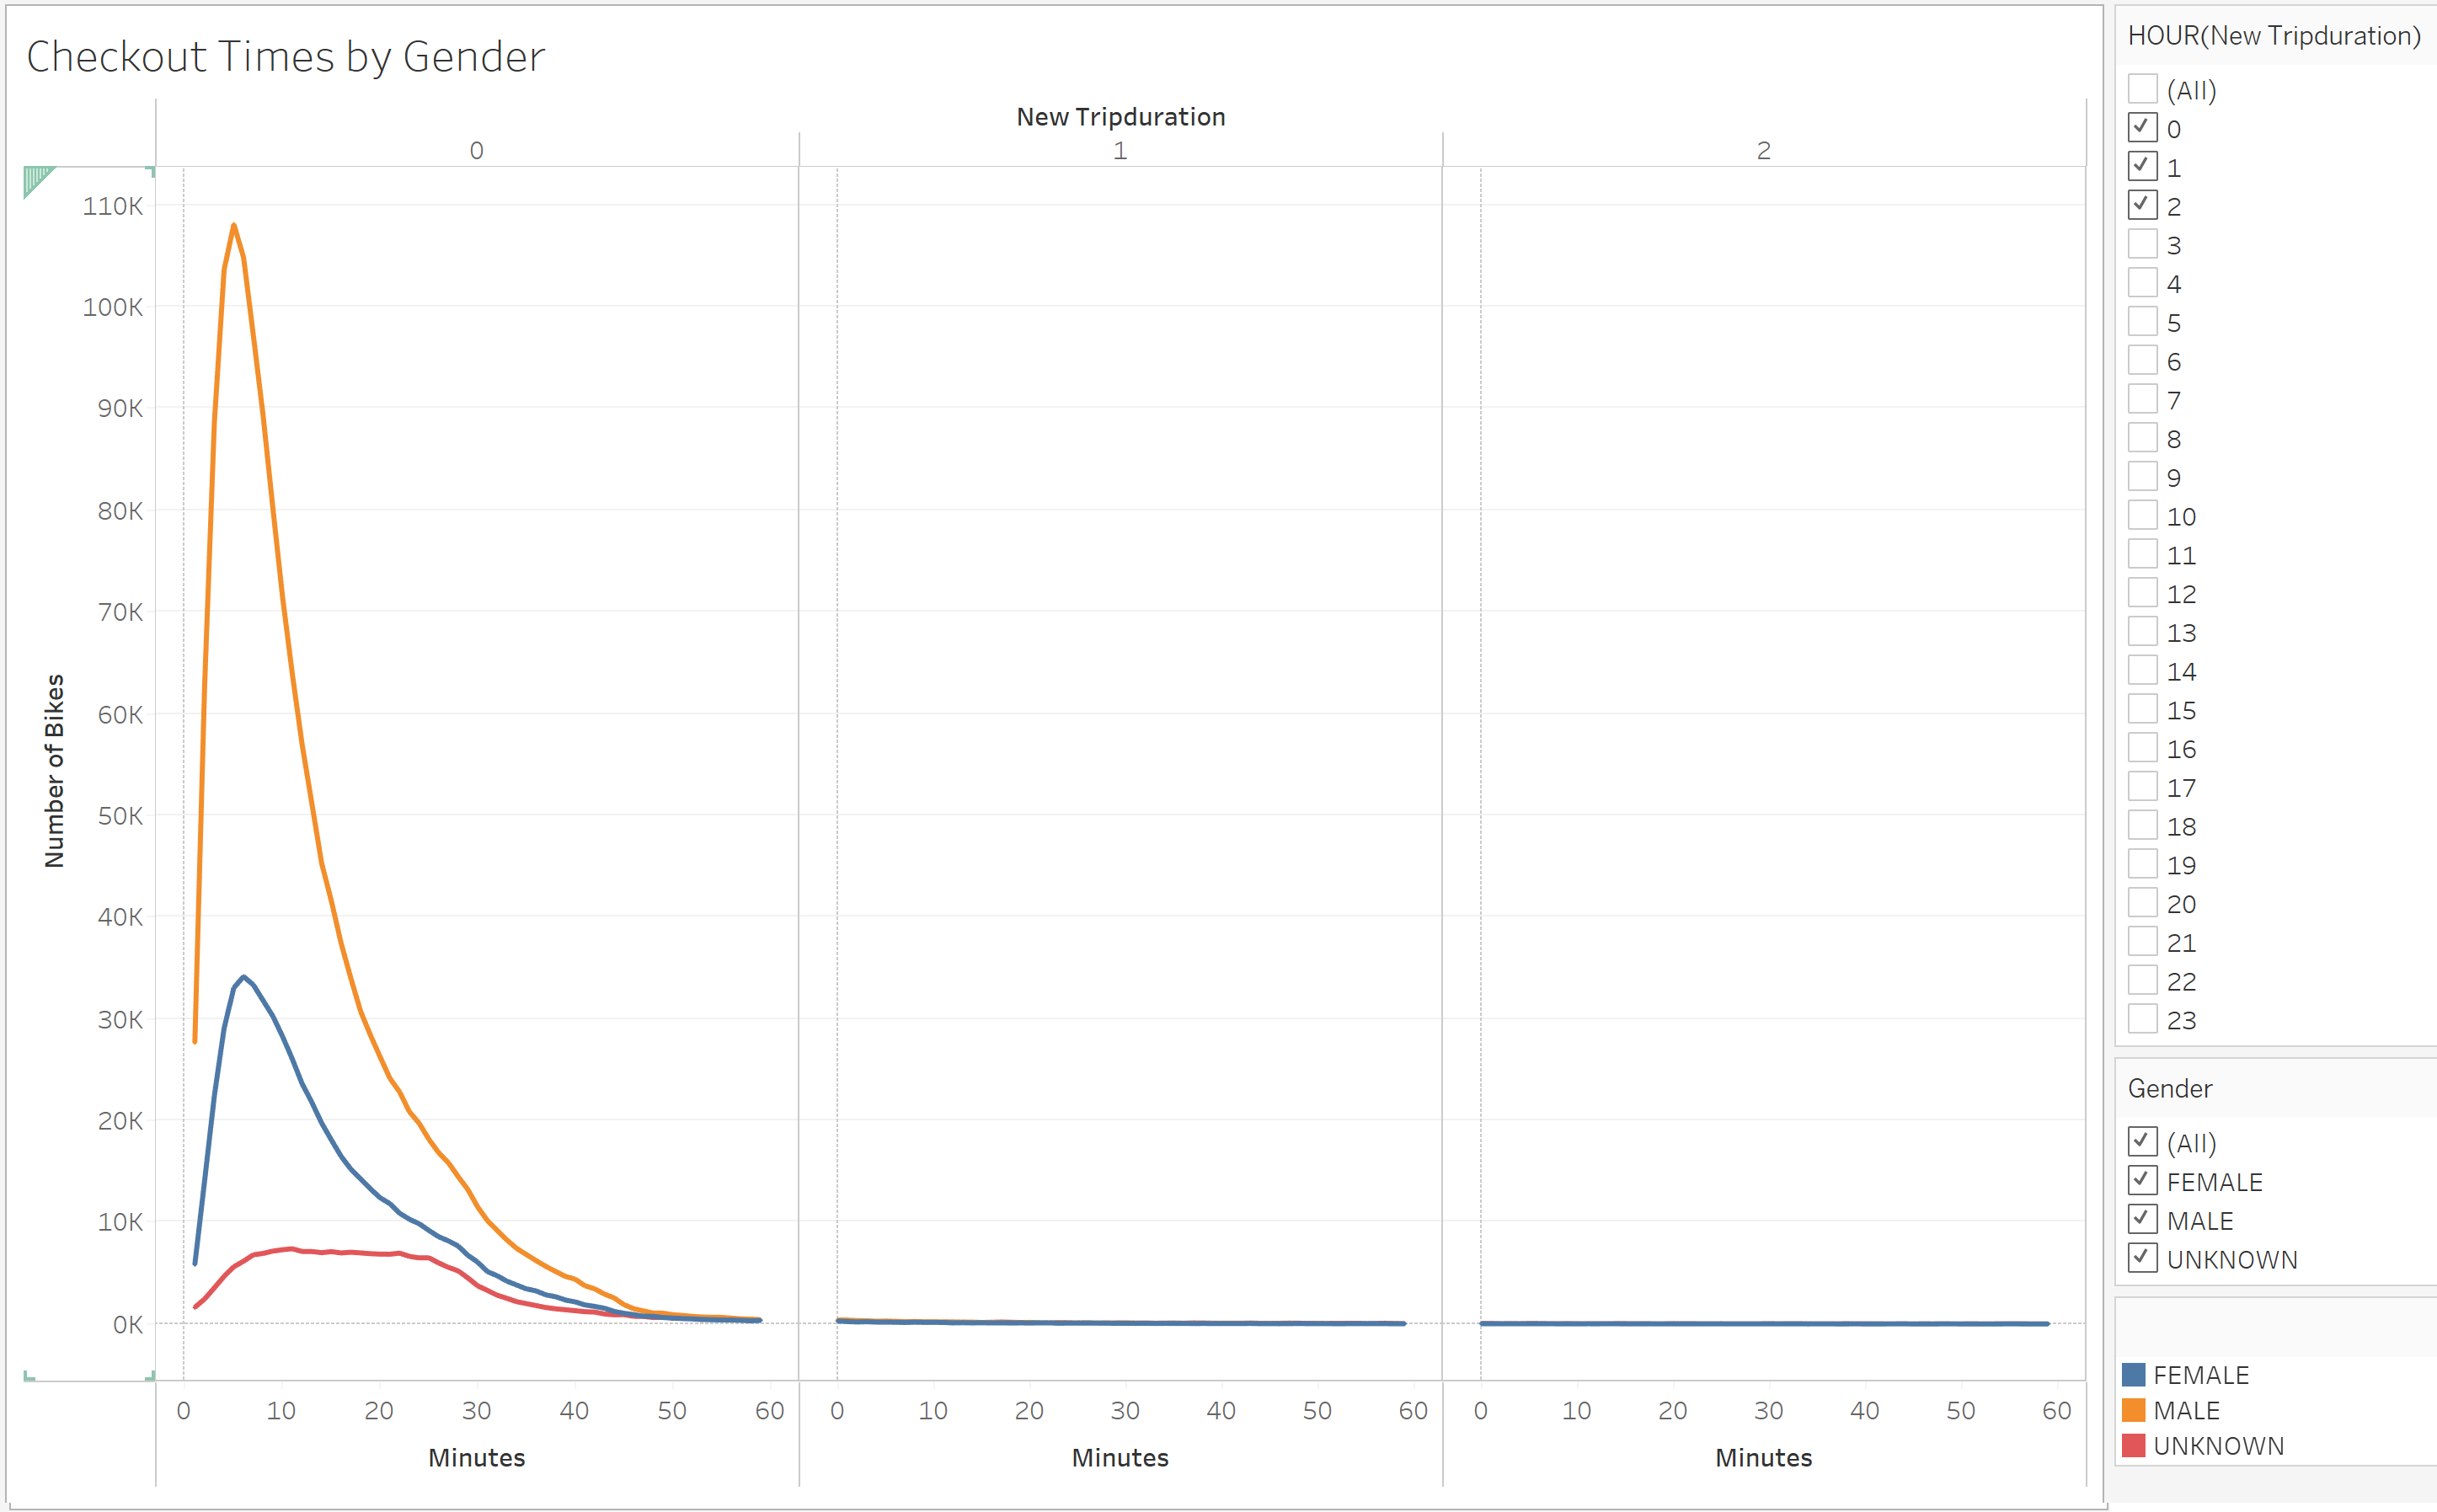 Checkout Times by Gender
New Tripduration
0 1 2
110K
100K
90K
80K
70K
60K
50K
40K
30K
20K
10K
0K
Number of Bikes
0 10 20 30 40 50 60 0 10 20 30 40 50 60 0 10 20 30 40 50 60
Minutes Minutes Minutes
HOUR(New Tripduration)
(All)
0
1
2
3
4
5
6
7
8
9
10
11
12
13
14
15
16
17
18
19
20
21
22
23
Gender
(All)
FEMALE
MALE
UNKNOWN
FEMALE
MALE
UNKNOWN